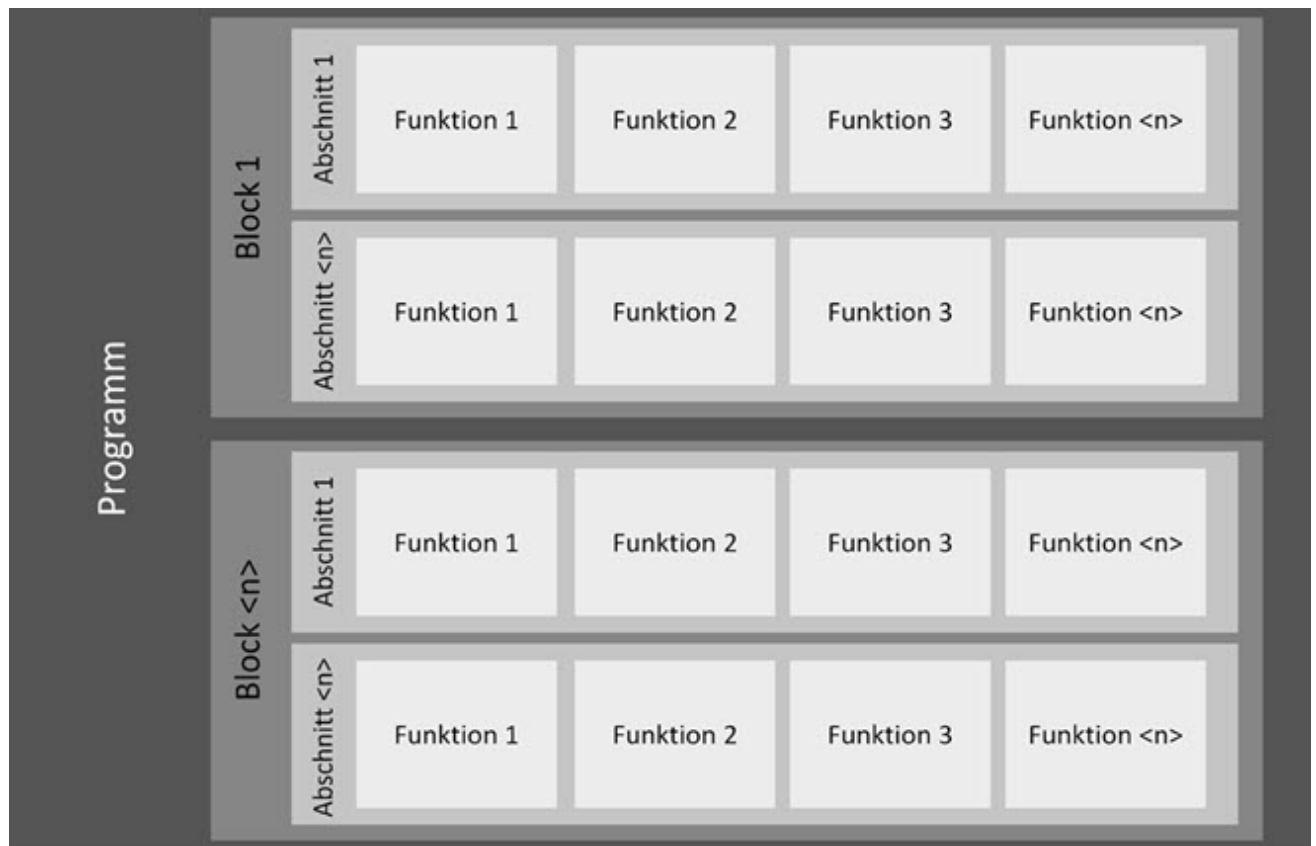 Programm
Block 1
Abschnitt 1
Funktion 1
Funktion 2
Funktion 3
Funktion <n>
Abschnitt <n>
Funktion 1
Funktion 2
Funktion 3
Funktion <n>
Block <n>
Abschnitt 1
Funktion 1
Funktion 2
Funktion 3
Funktion <n>
Abschnitt <n>
Funktion 1
Funktion 2
Funktion 3
Funktion <n>